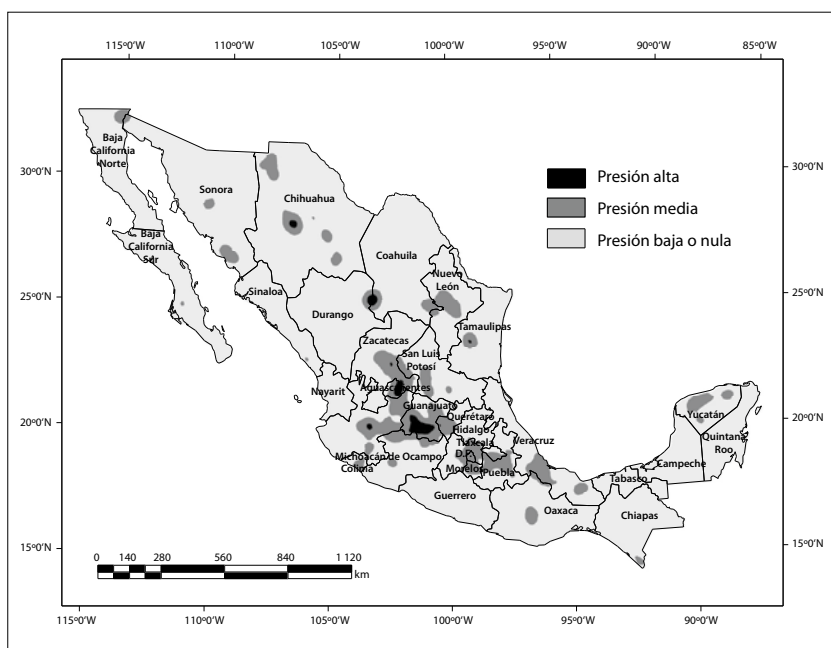 115°0'W 110°0'W 105°0'W 100°0'W 95°0'W 90°0'W 85°0'W
Baja
California
Norte
30°0'N
30°0'N
Sonora
Chihuahua
Presión alta
Presión media
Presión baja o nula
Baja
California
Sur
Coahuila
Nuevo
León
Sinaloa
25°0'N
25°0'N
Durango
Tamaulipas
Zacatecas
San Luis
Potosí
Nayarit
Aguascalientes
Guanajuato
20°0'N
20°0'N
Querétaro
Hidalgo
Yucatán
Tlaxcala
Veracruz
Quintana
Roo
Michoacán de Ocampo
D.F.
Campeche
Colima
Morelos
Puebla
Tabasco
Guerrero
Oaxaca
Chiapas
15°0'N
15°0'N
0 140 280 560 840 1 120
km
115°0'W 110°0'W 105°0'W 100°0'W 95°0'W 90°0'W